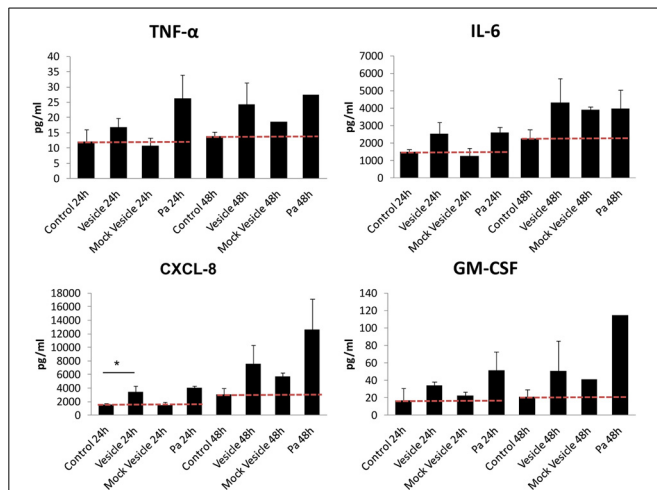 TNF-α
pg/ml
40
35
30
25
20
15
10
5
0
Control 24h
Vesicle 24h
Mock Vesicle 24h
Pa 24h
Control 48h
Vesicle 48h
Mock Vesicle 48h
Pa 48h
IL-6
pg/ml
7000
6000
5000
4000
3000
2000
1000
0
Control 24h
Vesicle 24h
Mock Vesicle 24h
Pa 24h
Control 48h
Vesicle 48h
Mock Vesicle 48h
Pa 48h
CXCL-8
pg/ml
18000
16000
14000
12000
10000
8000
6000
4000
2000
0
*
Control 24h
Vesicle 24h
Mock Vesicle 24h
Pa 24h
Control 48h
Vesicle 48h
Mock Vesicle 48h
Pa 48h
GM-CSF
pg/ml
140
120
100
80
60
40
20
0
Control 24h
Vesicle 24h
Mock Vesicle 24h
Pa 24h
Control 48h
Vesicle 48h
Mock Vesicle 48h
Pa 48h